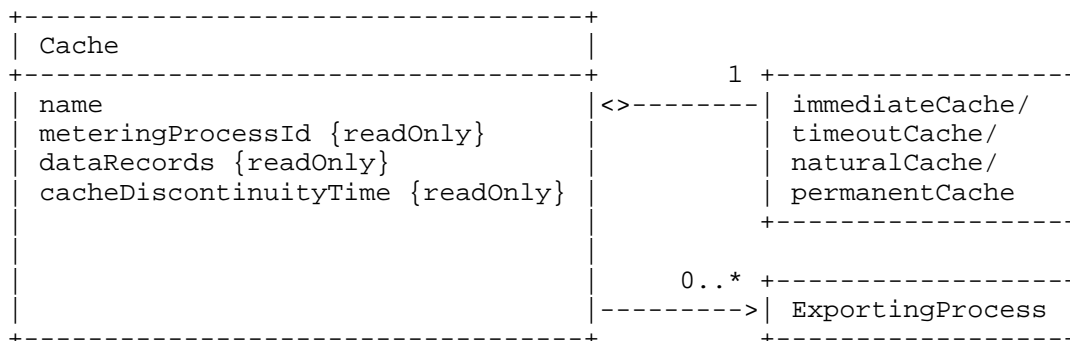 Cache
1
name <> immediateCache/
meteringProcessId {readOnly} timeoutCache/
dataRecords {readOnly} naturalCache/
cacheDiscontinuityTime {readOnly} permanentCache
0..*
ExportingProcess